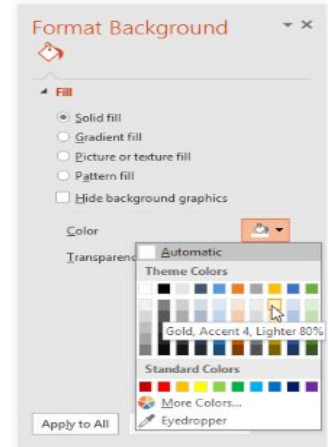 Format Background
Fill
Solid fill
Gradient fill
Picture or texture fill
Pattern fill
Hide background graphics
Color
Automatic
Transparenc
Theme Colors
Gold, Accent 4, Lighter 80%
Standard Colors
More Colors...
Eyedropper
Apply to All